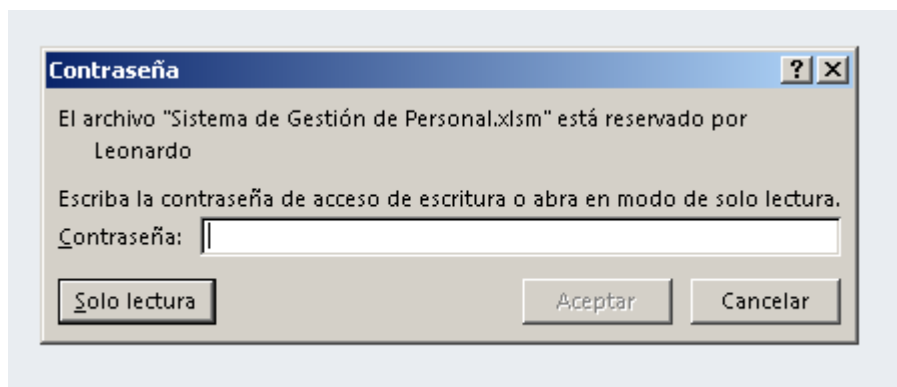 Contraseña
El archivo "Sistema de Gestión de Personal.xlsm" está reservado por
Leonardo
Escriba la contraseña de acceso de escritura o abra en modo de solo lectura.
Contraseña:
Solo lectura Aceptar Cancelar